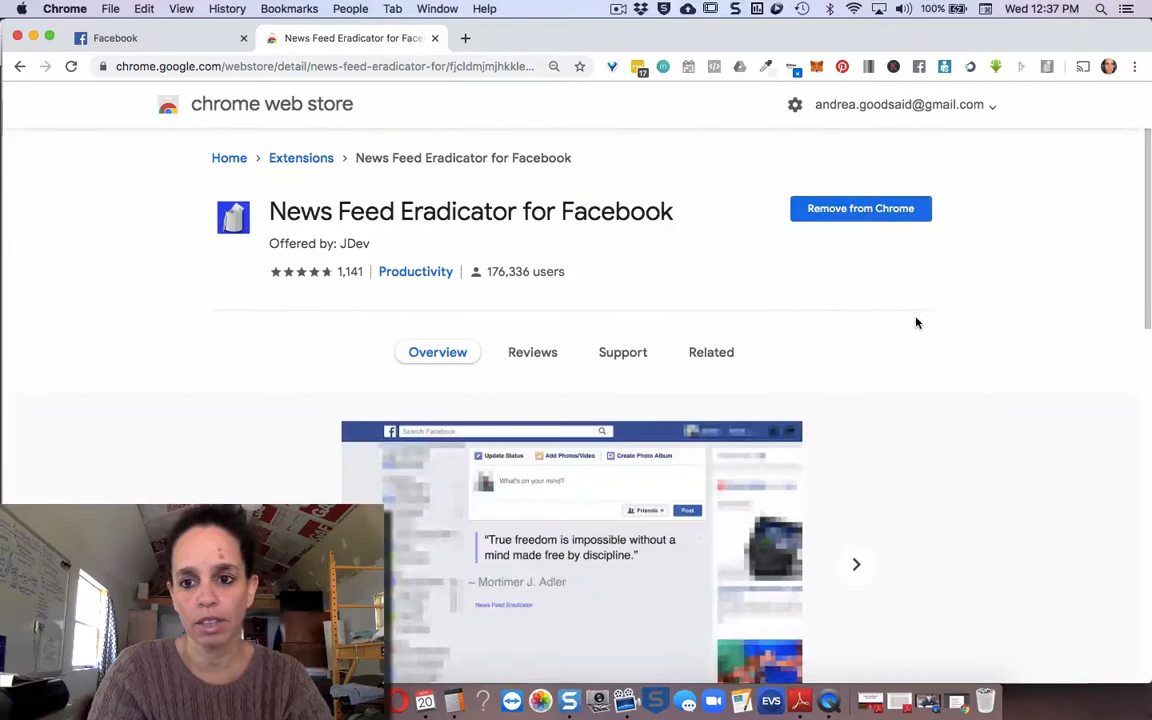 Chrome File Edit View History Bookmarks People Tab Window Help 100% Wed 12:37 PM
Facebook News Feed Eradicator for Face
chrome.google.com/webstore/detail/news-feed-eradicator-for/fjcldmjmjhkkle...
17
chrome web store andrea.goodsaid@gmail.com
Home > Extensions > News Feed Eradicator for Facebook
News Feed Eradicator for Facebook
Remove from Chrome
Offered by: JDev
1,141 Productivity 176,336 users
Overview Reviews Support Related
Search Facebook
Update Status Add Photos/Video Create Photo Album
What's on your mind?
Friends Post
“True freedom is impossible without a
mind made free by discipline.”
~ Mortimer J. Adler
News Feed Eradicator
20 EVS